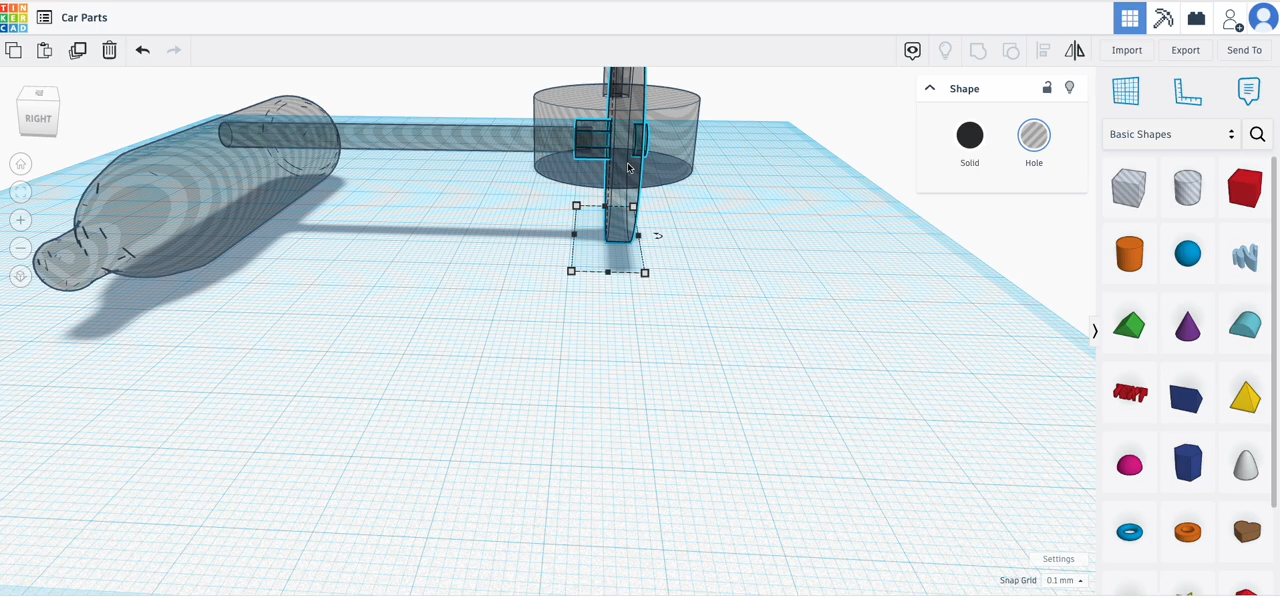 TIN
KER
CAD
Car Parts
Import
Export
Send To
RIGHT
Shape
Solid
Hole
Basic Shapes
Settings
Snap Grid 0.1 mm